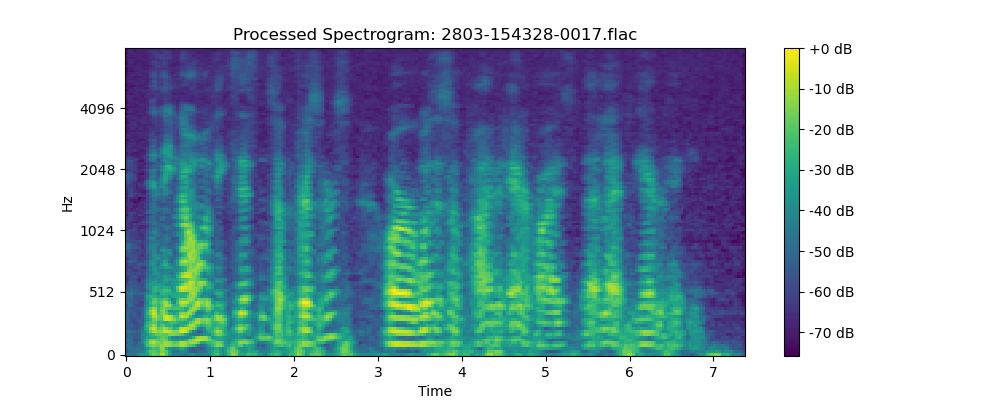 Processed Spectrogram: 2803-154328-0017.flac
Hz
4096
2048
1024
512
0
0 1 2 3 4 5 6 7
Time
+0 dB
-10 dB
-20 dB
-30 dB
-40 dB
-50 dB
-60 dB
-70 dB